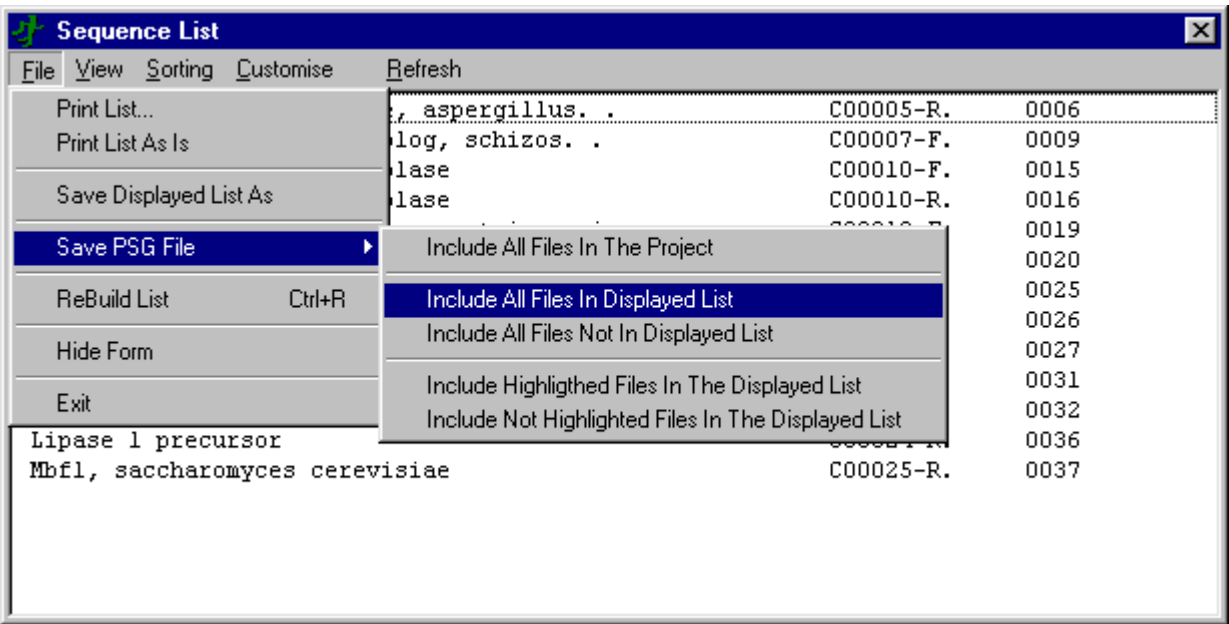 Sequence List
File View Sorting Customise Refresh
Print List...
Print List As Is
Save Displayed List As
Save PSG File
ReBuild List Ctrl+R
Hide Form
Exit
Include All Files In The Project
Include All Files In Displayed List
Include All Files Not In Displayed List
Include Highligthed Files In The Displayed List
Include Not Highlighted Files In The Displayed List
, aspergillus. . C00005-R. 0006
log, schizos. . C00007-F. 0009
lase C00010-F. 0015
lase C00010-R. 0016
0019
0020
0025
0026
0027
0031
0032
Lipase 1 precursor 0036
Mbf1, saccharomyces cerevisiae C00025-R. 0037